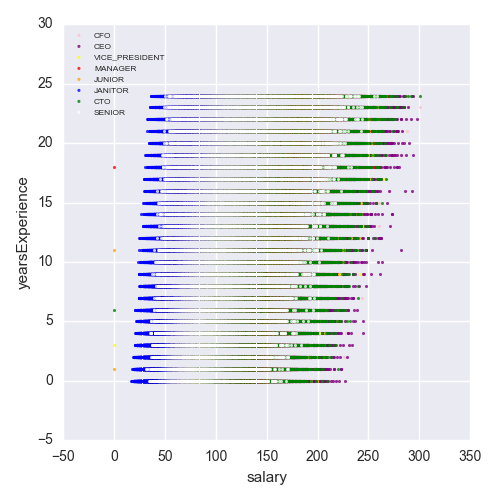 30
25
20
15
10
5
0
−5
yearsExperience
CFO
CEO
VICE_PRESIDENT
MANAGER
JUNIOR
JANITOR
CTO
SENIOR
−50 0 50 100 150 200 250 300 350
salary